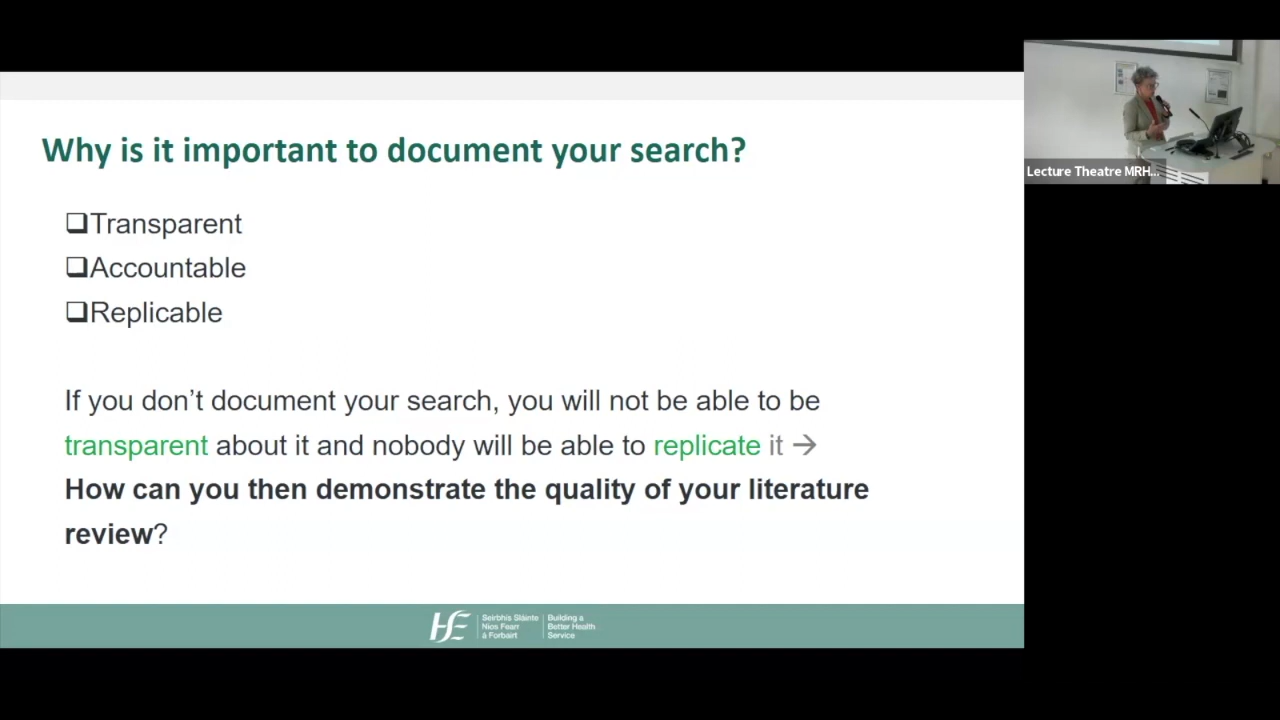 Why is it important to document your search?
❑Transparent
❑Accountable
❑Replicable
If you don’t document your search, you will not be able to be
transparent about it and nobody will be able to replicate it →
How can you then demonstrate the quality of your literature
review?
HSE
Seirbhís Sláinte
Níos Fearr
á Forbairt
Building a
Better Health
Service
Lecture Theatre MRH...